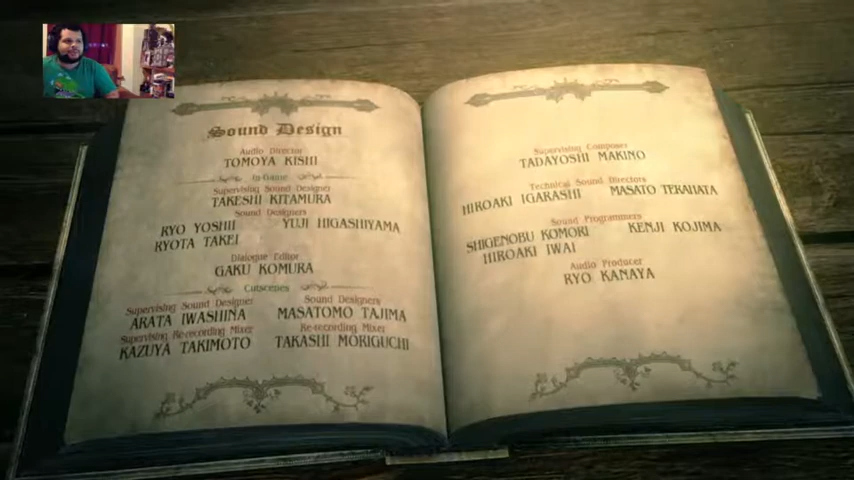 Sound Design
Audio Director
TOMOYA KISHI
In-Game
Supervising Sound Designer
TAKESHI KITAMURA
Sound Designers
RYO YOSHII
YUJI HIGASHIYAMA
RYOTA TAKEI
Dialogue Editor
GAKU KOMURA
Cutscenes
Supervising Sound Designer
ARATA IWASHINA
Sound Designers
MASATOMO TAJIMA
Supervising Re-recording Mixer
KAZUYA TAKIMOTO
Re-recording Mixer
TAKASHI MORIGUCHI
Supervising Composer
TADAYOSHI MAKINO
Technical Sound Directors
HIROAKI IGARASHI
MASATO TERAHATA
Sound Programmers
SHIGENOBU KOMORI
KENJI KOJIMA
HIROAKI IWAI
Audio Producer
RYO KANAYA